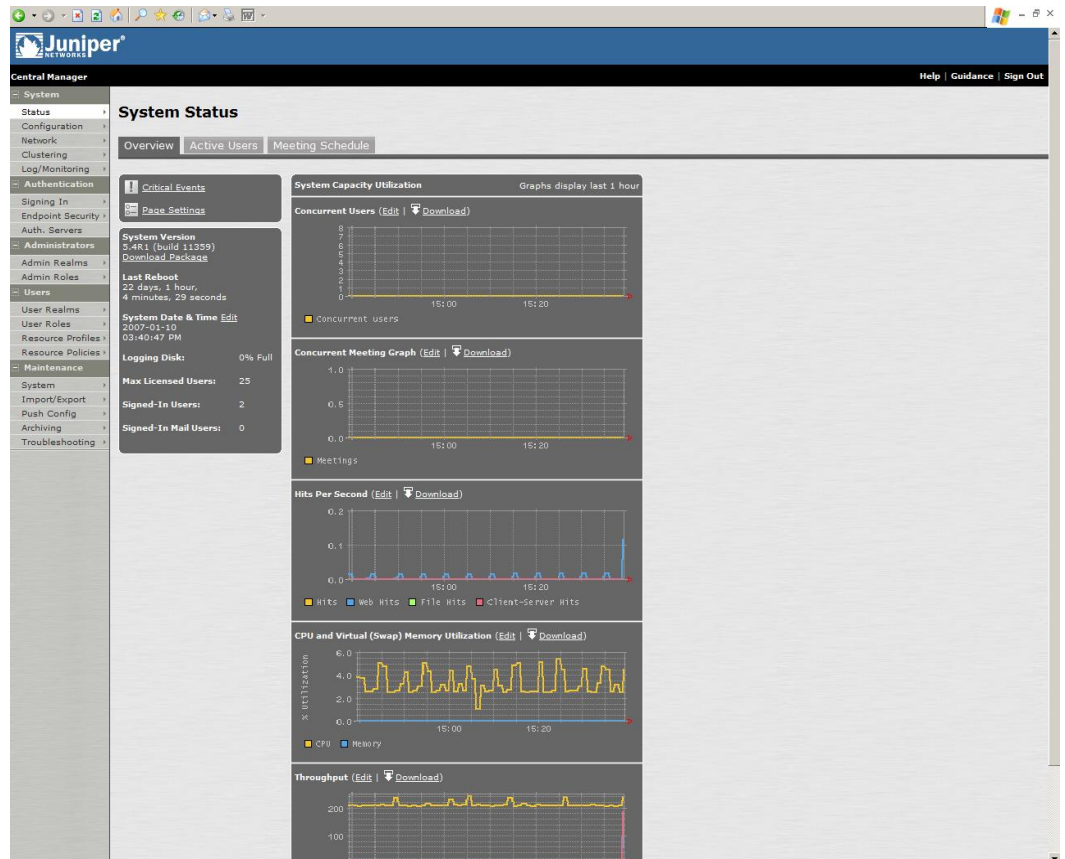 Juniper®
NETWORKS
Central Manager
Help | Guidance | Sign Out
System
Status
Configuration
Network
Clustering
Log/Monitoring
Authentication
Signing In
Endpoint Security
Auth. Servers
Administrators
Admin Realms
Admin Roles
Users
User Realms
User Roles
Resource Profiles
Resource Policies
Maintenance
System
Import/Export
Push Config
Archiving
Troubleshooting
System Status
Overview Active Users Meeting Schedule
Critical Events
Page Settings
System Version
5.4R1 (build 11359)
Download Package
Last Reboot
22 days, 1 hour,
4 minutes, 29 seconds
System Date & Time Edit
2007-01-10
03:40:47 PM
Logging Disk: 0% Full
Max Licensed Users: 25
Signed-In Users: 2
Signed-In Mail Users: 0
System Capacity Utilization Graphs display last 1 hour
Concurrent Users (Edit | Download)
8
7
6
5
4
3
2
1
0
15:00 15:20
Concurrent users
Concurrent Meeting Graph (Edit | Download)
1.0
0.5
0.0
15:00 15:20
Meetings
Hits Per Second (Edit | Download)
0.2
0.1
0.0
15:00 15:20
Hits Web Hits File Hits Client-Server Hits
CPU and Virtual (Swap) Memory Utilization (Edit | Download)
% Utilization
6.0
4.0
2.0
0.0
15:00 15:20
CPU Memory
Throughput (Edit | Download)
200
100